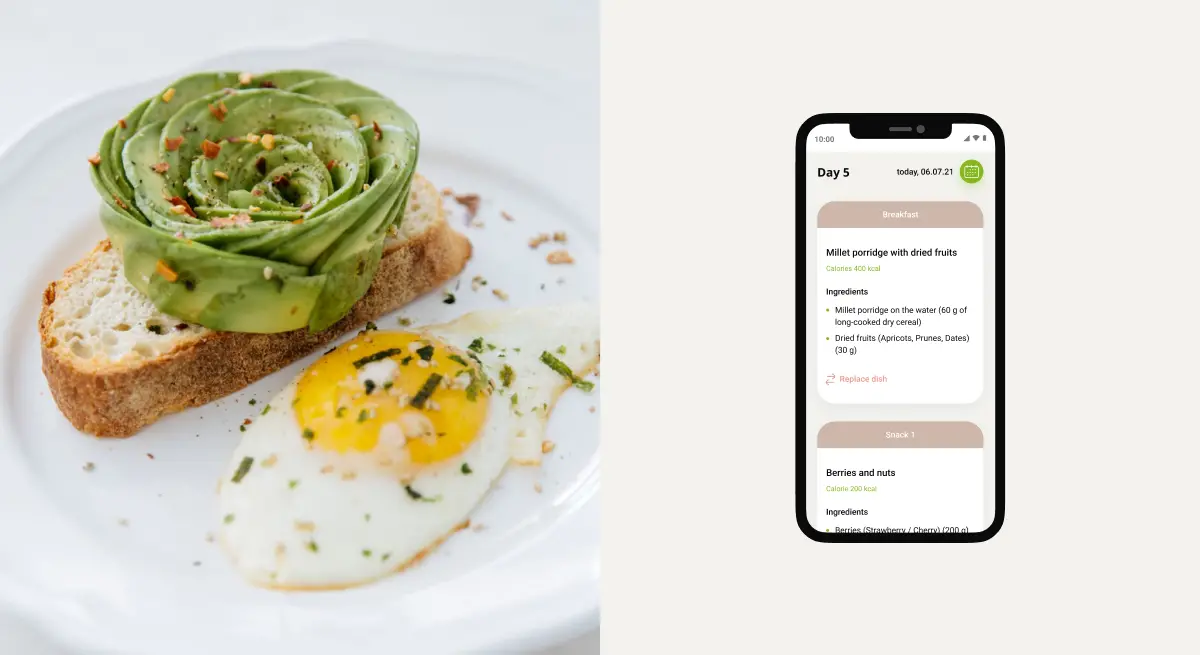 10:00
Day 5
today, 06.07.21
Breakfast
Millet porridge with dried fruits
Calories 400 kcal
Ingredients
Millet porridge on the water (60 g of
long-cooked dry cereal)
Dried fruits (Apricots, Prunes, Dates)
(30 g)
Replace dish
Snack 1
Berries and nuts
Calorie 200 kcal
Ingredients
Berries (Strawberry / Cherry) (200 g)